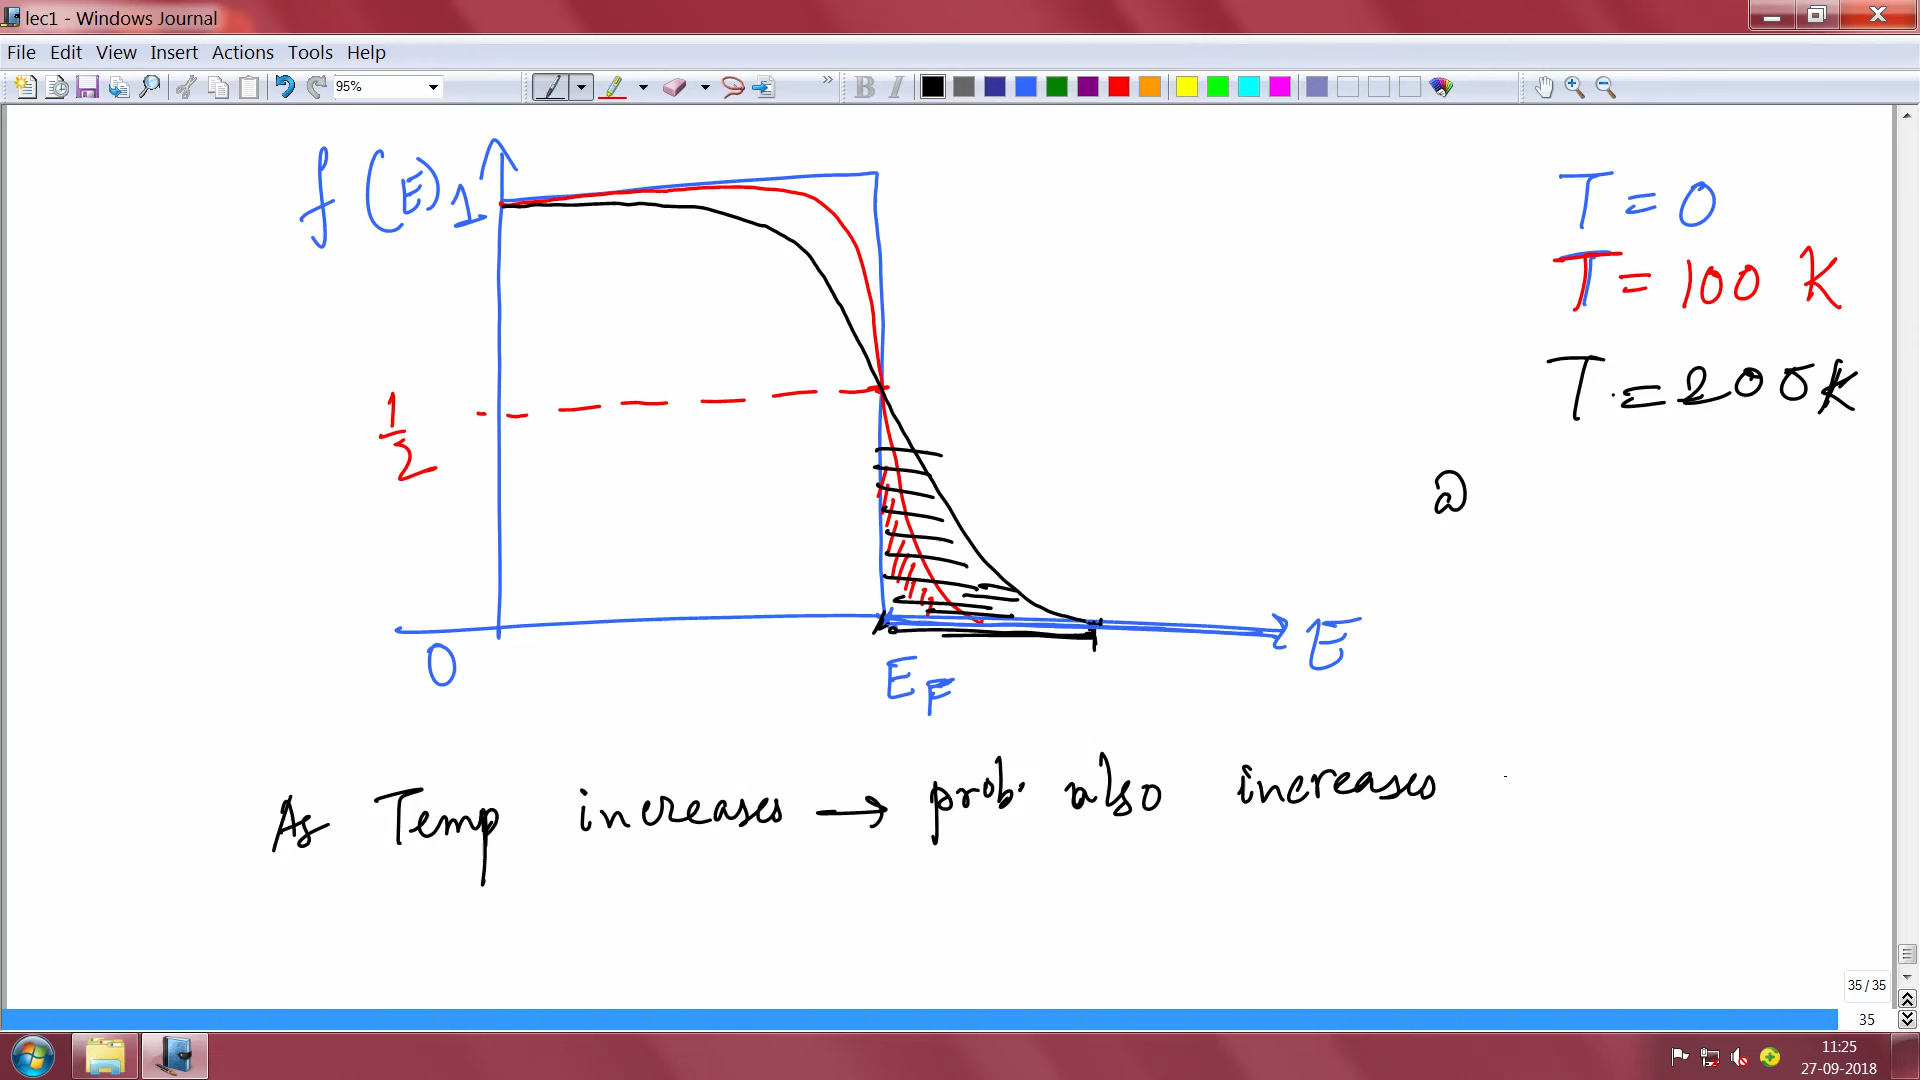 lec1 - Windows Journal
File Edit View Insert Actions Tools Help
95%
B I
f(E) 1
T = 0
T = 100 K
T = 200K
1/2
a
0
E_F
E
As Temp increases → prob. also increases
35 / 35
35
11:25
27-09-2018